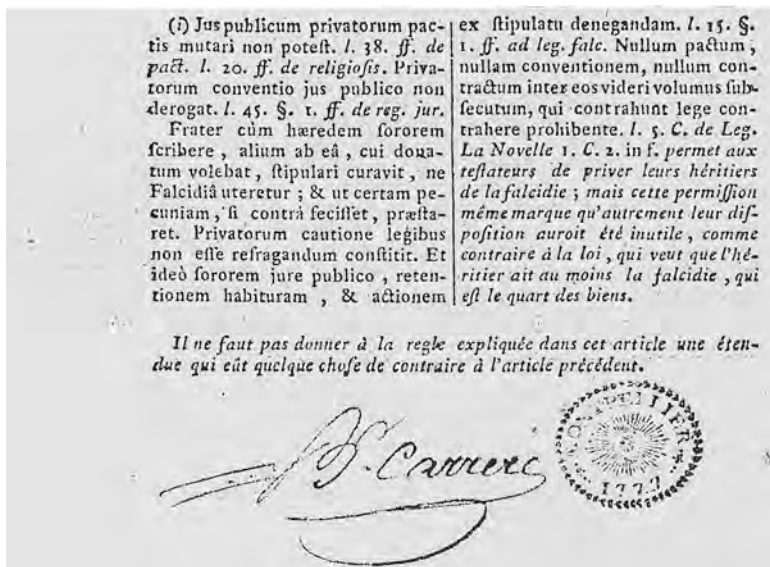 (i) Jus publicum privatorum pac-
tis mutari non poteſt. l. 38. ff. de
pact. l. 20. ff. de religioſis. Priva-
torum conventio jus publico non
derogat. l. 45. §. 1. ff. de reg. jur.
Frater cùm hæredem ſororem
ſcribere, alium ab eâ, cui dona-
tum volebat, ſtipulari curavit, ne
Falcidiâ uteretur ; & ut certam pe-
cuniam, ſi contrà feciſſet, præſta-
ret. Privatorum cautione legibus
non eſſe refragandum conſtitit. Et
ideò ſororem jure publico, reten-
tionem habituram, & actionem
ex ſtipulatu denegandam. l. 15. §.
1. ff. ad leg. falc. Nullum pactum,
nullam conventionem, nullum con-
tractum inter eos videri volumus ſub-
ſecutum, qui contrahunt lege con-
trahere prohibente. l. 5. C. de Leg.
La Novelle 1. C. 2. in f. permet aux
teſtateurs de priver leurs héritiers
de la falcidie ; mais cette permiſſion
même marque qu'autrement leur diſ-
poſition auroit été inutile, comme
contraire à la loi, qui veut que l'hé-
ritier ait au moins la falcidie, qui
eſt le quart des biens.
Il ne faut pas donner à la regle expliquée dans cet article une éten-
due qui eût quelque choſe de contraire à l'article précédent.
Carrere
MONTPELLIER
1777